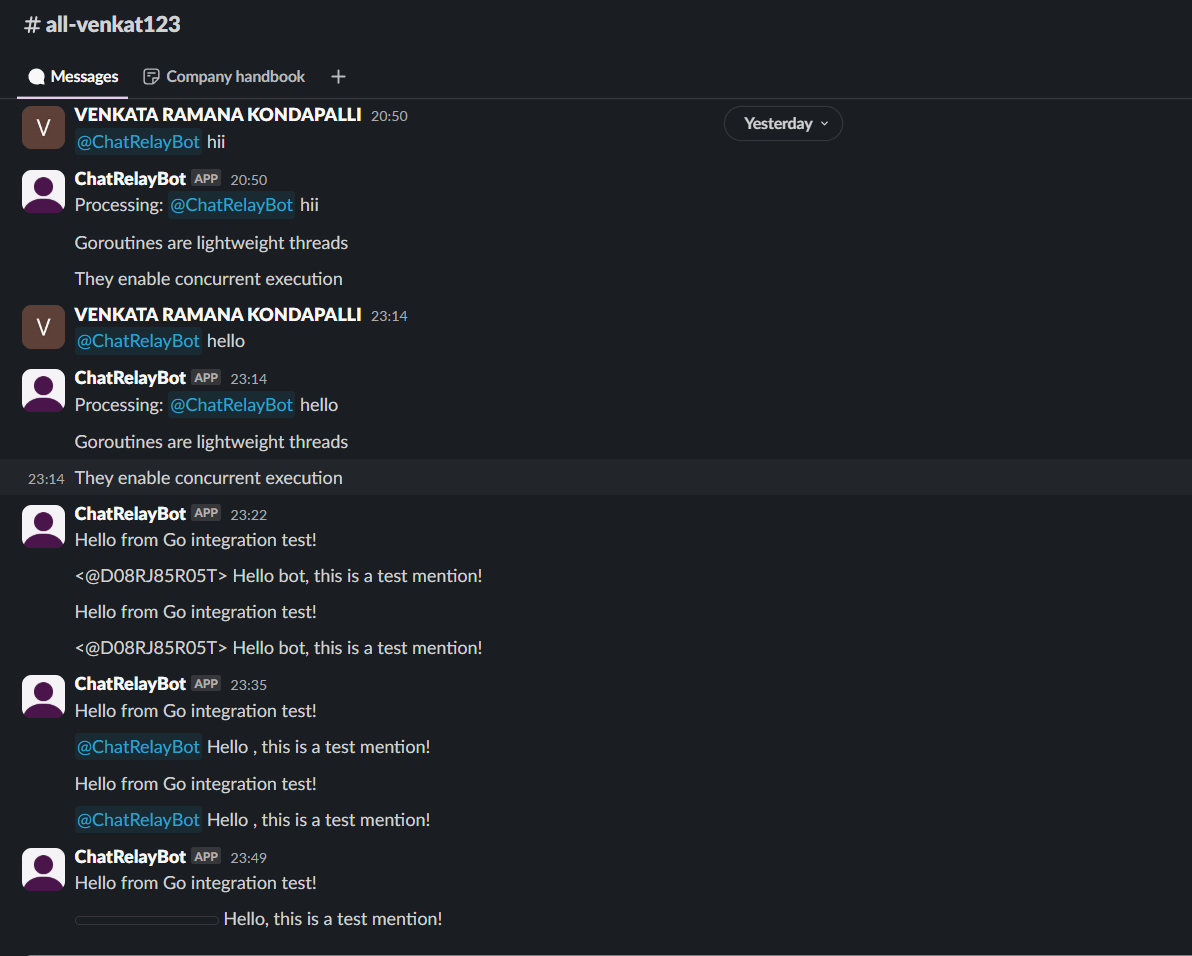 # all-venkat123
Messages Company handbook +
VENKATA RAMANA KONDAPALLI 20:50
Yesterday
V
@ChatRelayBot hii
ChatRelayBot APP 20:50
Processing: @ChatRelayBot hii
Goroutines are lightweight threads
They enable concurrent execution
VENKATA RAMANA KONDAPALLI 23:14
V
@ChatRelayBot hello
ChatRelayBot APP 23:14
Processing: @ChatRelayBot hello
Goroutines are lightweight threads
23:14 They enable concurrent execution
ChatRelayBot APP 23:22
Hello from Go integration test!
<@D08RJ85R05T> Hello bot, this is a test mention!
Hello from Go integration test!
<@D08RJ85R05T> Hello bot, this is a test mention!
ChatRelayBot APP 23:35
Hello from Go integration test!
@ChatRelayBot Hello , this is a test mention!
Hello from Go integration test!
@ChatRelayBot Hello , this is a test mention!
ChatRelayBot APP 23:49
Hello from Go integration test!
Hello, this is a test mention!